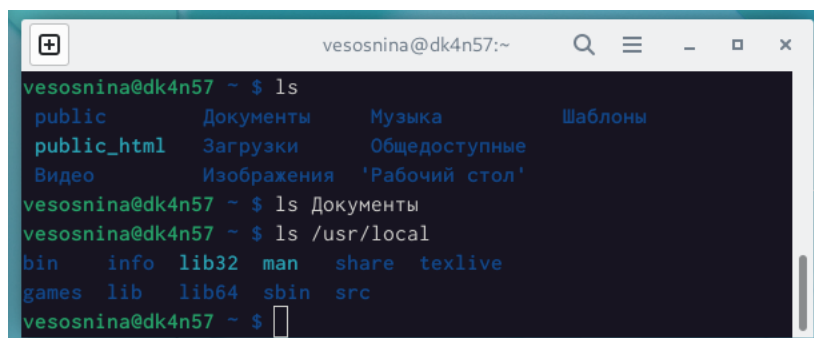 vesosnina@dk4n57:~
vesosnina@dk4n57 ~ $ ls
public Документы Музыка Шаблоны
public_html Загрузки Общедоступные
Видео Изображения 'Рабочий стол'
vesosnina@dk4n57 ~ $ ls Документы
vesosnina@dk4n57 ~ $ ls /usr/local
bin info lib32 man share texlive
games lib lib64 sbin src
vesosnina@dk4n57 ~ $